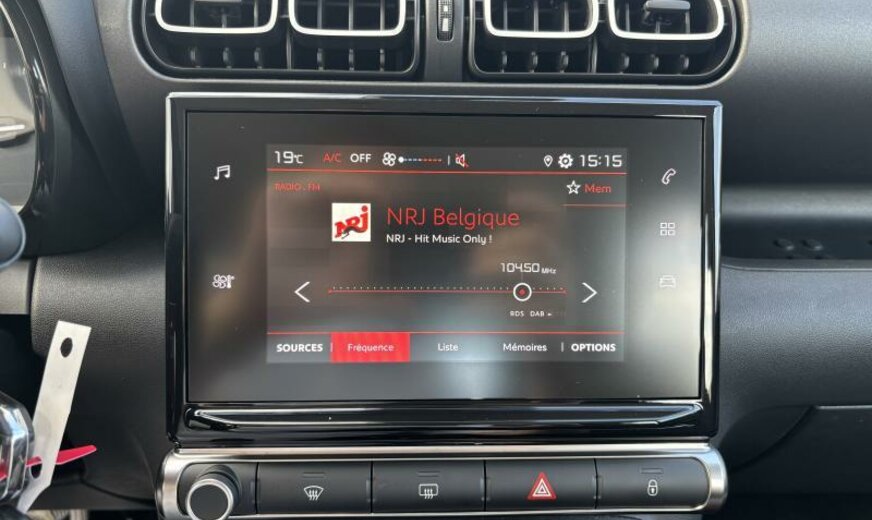 19°C A/C OFF 15:15
RADIO . FM
Mem
NRJ
NRJ Belgique
NRJ - Hit Music Only !
104.50 MHz
RDS DAB
SOURCES Fréquence Liste Mémoires OPTIONS